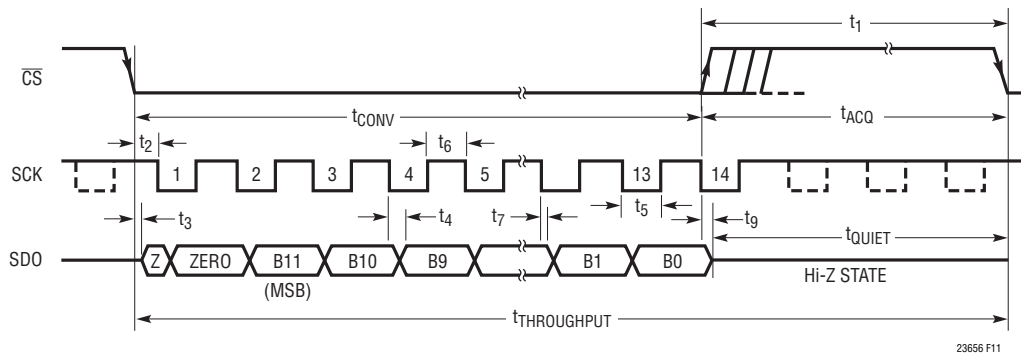 t1
CS
tCONV
tACQ
t2
t6
SCK
1
2
3
4
5
13
14
t3
t4
t7
t5
t9
tQUIET
SDO
Z
ZERO
B11
B10
B9
B1
B0
(MSB)
Hi-Z STATE
tTHROUGHPUT
23656 F11